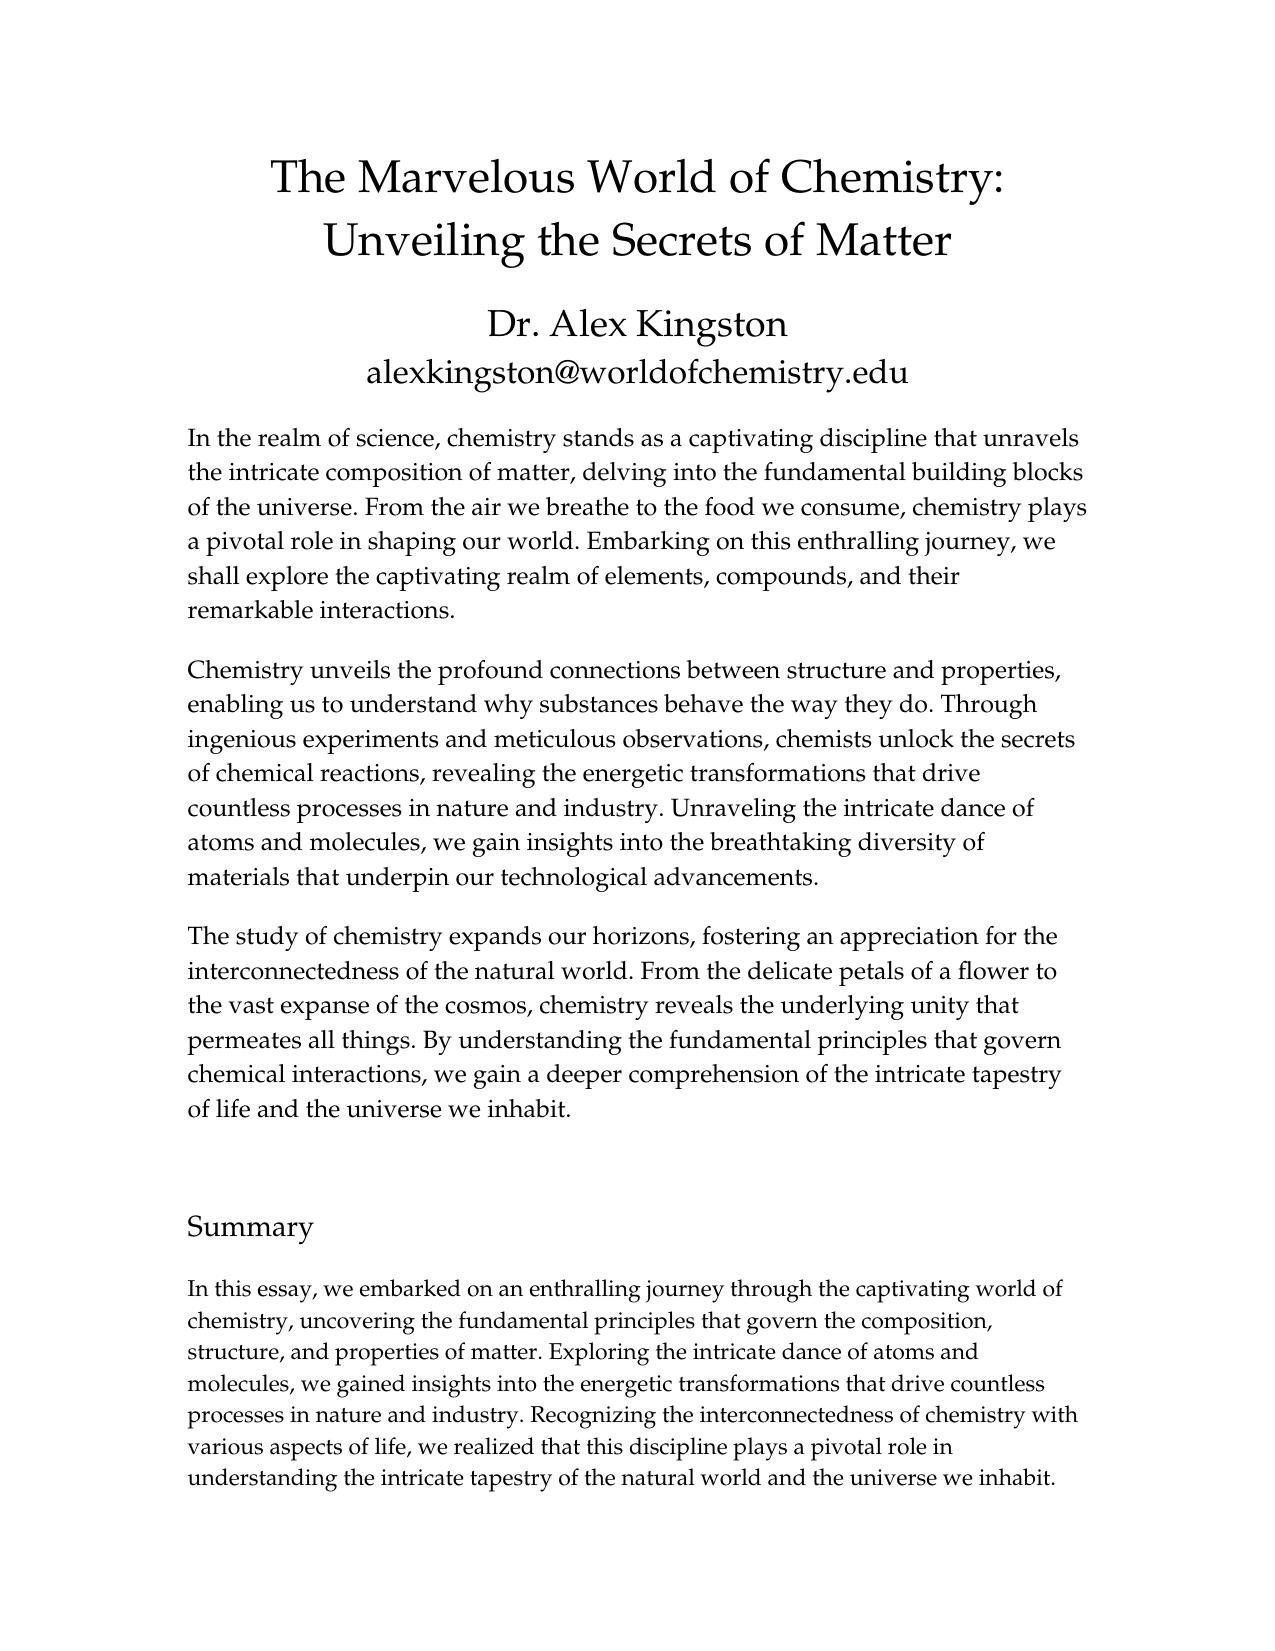 The Marvelous World of Chemistry:
Unveiling the Secrets of Matter
Dr. Alex Kingston
alexkingston@worldofchemistry.edu
In the realm of science, chemistry stands as a captivating discipline that unravels
the intricate composition of matter, delving into the fundamental building blocks
of the universe. From the air we breathe to the food we consume, chemistry plays
a pivotal role in shaping our world. Embarking on this enthralling journey, we
shall explore the captivating realm of elements, compounds, and their
remarkable interactions.
Chemistry unveils the profound connections between structure and properties,
enabling us to understand why substances behave the way they do. Through
ingenious experiments and meticulous observations, chemists unlock the secrets
of chemical reactions, revealing the energetic transformations that drive
countless processes in nature and industry. Unraveling the intricate dance of
atoms and molecules, we gain insights into the breathtaking diversity of
materials that underpin our technological advancements.
The study of chemistry expands our horizons, fostering an appreciation for the
interconnectedness of the natural world. From the delicate petals of a flower to
the vast expanse of the cosmos, chemistry reveals the underlying unity that
permeates all things. By understanding the fundamental principles that govern
chemical interactions, we gain a deeper comprehension of the intricate tapestry
of life and the universe we inhabit.
Summary
In this essay, we embarked on an enthralling journey through the captivating world of
chemistry, uncovering the fundamental principles that govern the composition,
structure, and properties of matter. Exploring the intricate dance of atoms and
molecules, we gained insights into the energetic transformations that drive countless
processes in nature and industry. Recognizing the interconnectedness of chemistry with
various aspects of life, we realized that this discipline plays a pivotal role in
understanding the intricate tapestry of the natural world and the universe we inhabit.